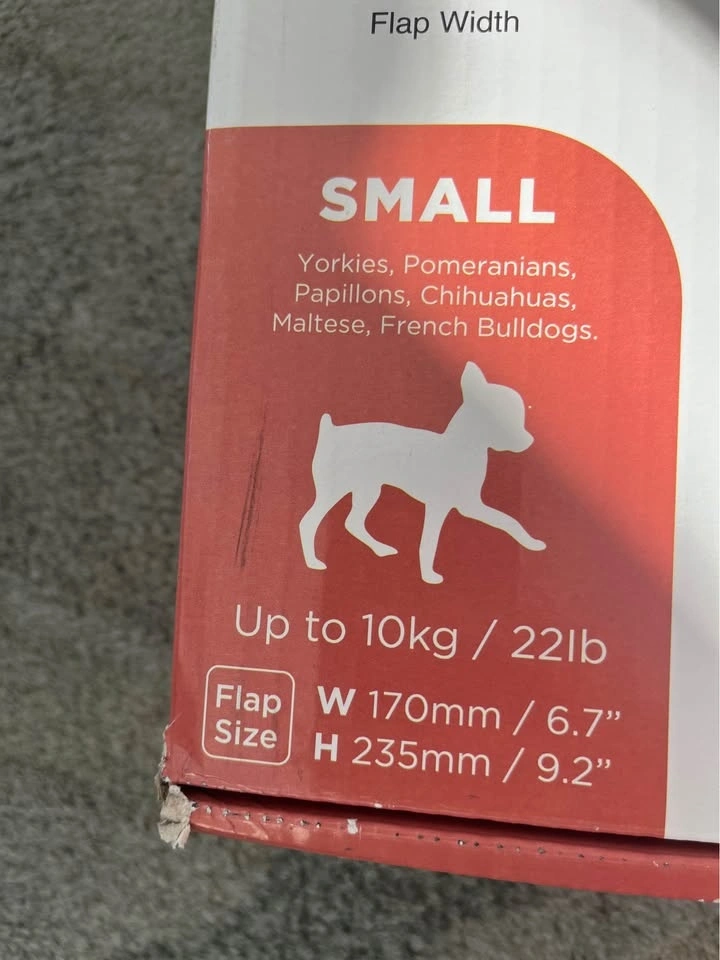 Flap Width
SMALL
Yorkies, Pomeranians,
Papillons, Chihuahuas,
Maltese, French Bulldogs.
Up to 10kg / 22lb
Flap
Size
W 170mm / 6.7”
H 235mm / 9.2”